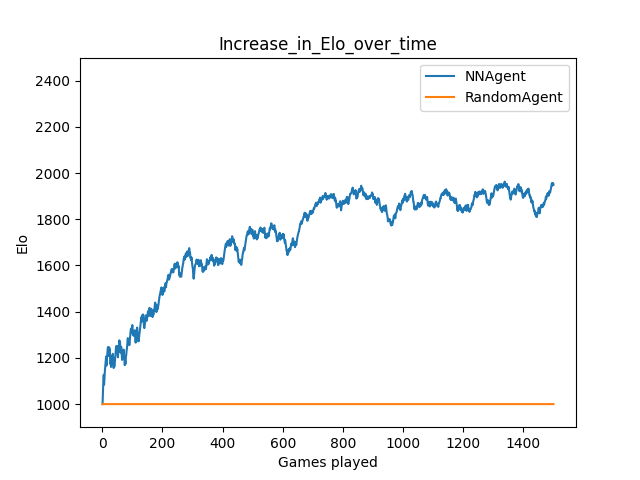 Increase_in_Elo_over_time
NNAgent
RandomAgent
2400
2200
2000
1800
1600
1400
1200
1000
Elo
0 200 400 600 800 1000 1200 1400
Games played